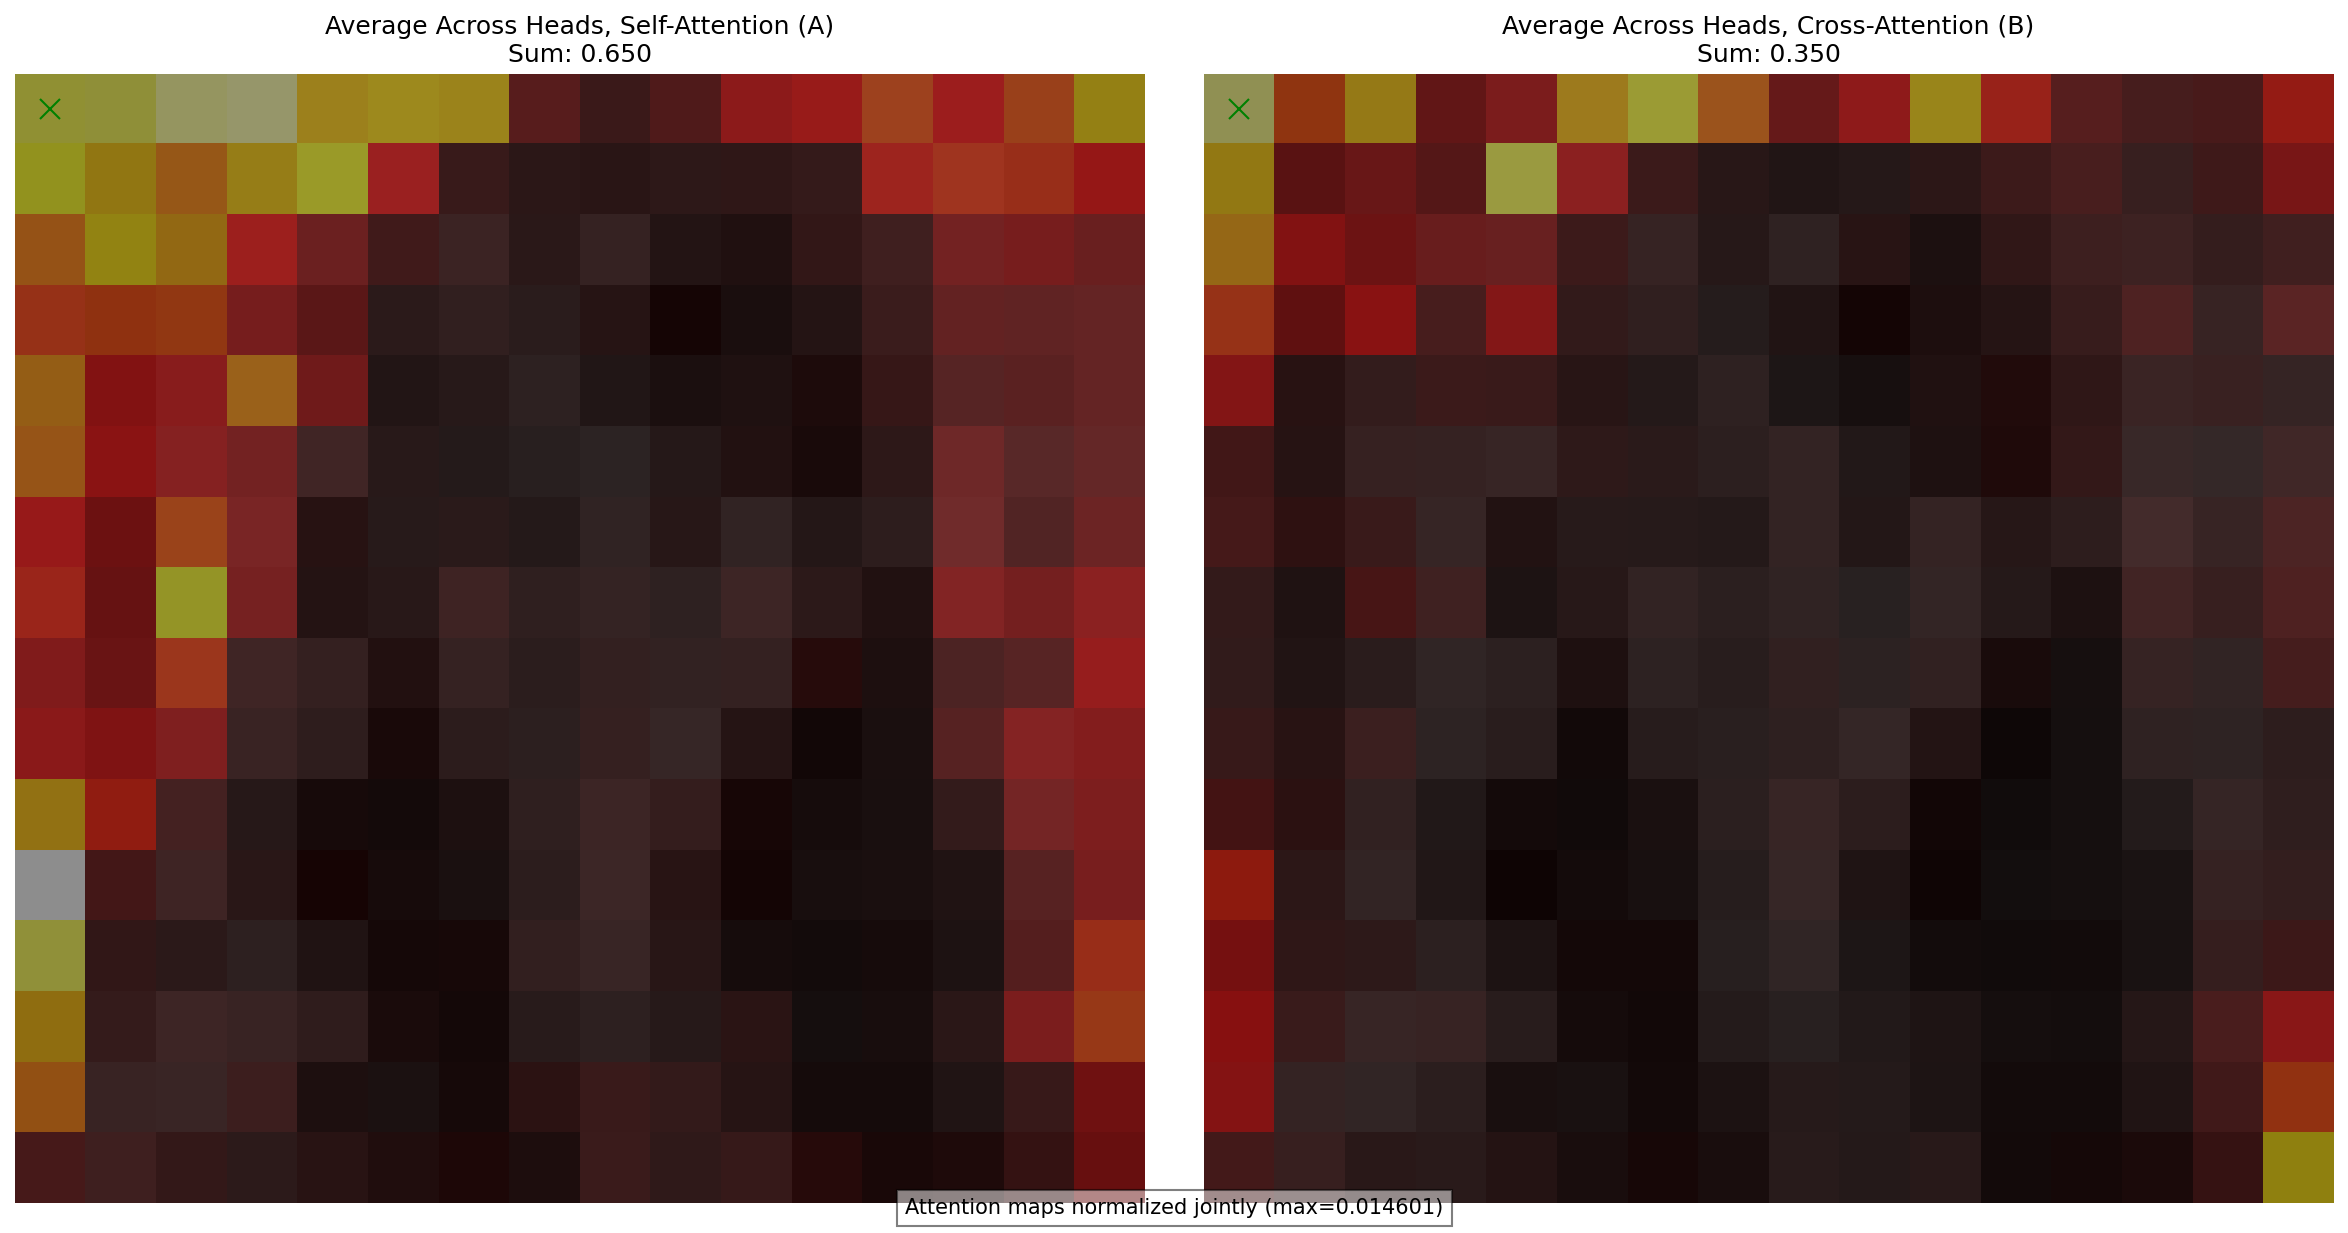 Average Across Heads, Self-Attention (A)
Sum: 0.650
Average Across Heads, Cross-Attention (B)
Sum: 0.350
Attention maps normalized jointly (max=0.014601)